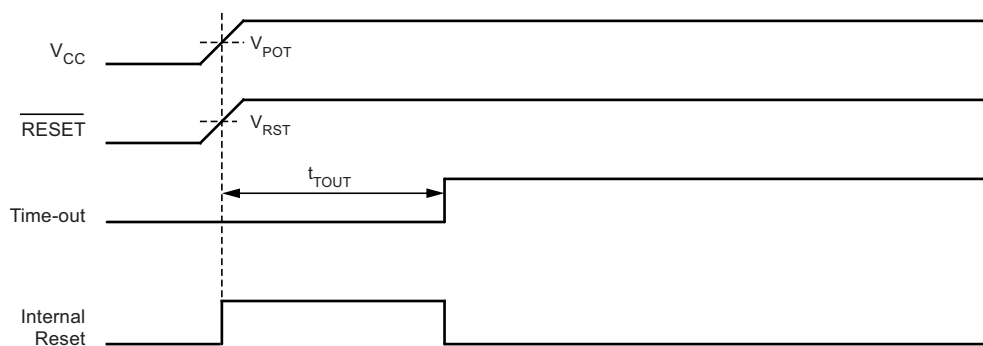 VCC
VPOT
RESET
VRST
tTOUT
Time-out
Internal
Reset